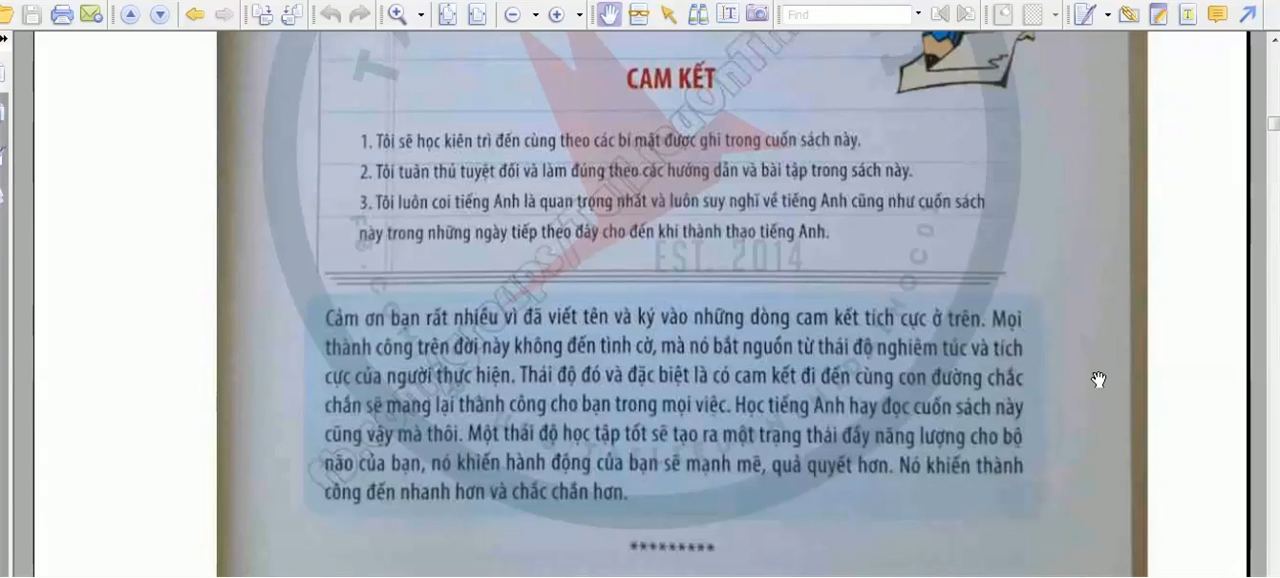 Find
CAM KẾT
1. Tôi sẽ học kiên trì đến cùng theo các bí mật được ghi trong cuốn sách này.
2. Tôi tuân thủ tuyệt đối và làm đúng theo các hướng dẫn và bài tập trong sách này.
3. Tôi luôn coi tiếng Anh là quan trọng nhất và luôn suy nghĩ về tiếng Anh cũng như cuốn sách
này trong những ngày tiếp theo đây cho đến khi thành thạo tiếng Anh.
EST. 2014
Cảm ơn bạn rất nhiều vì đã viết tên và ký vào những dòng cam kết tích cực ở trên. Mọi
thành công trên đời này không đến tình cờ, mà nó bắt nguồn từ thái độ nghiêm túc và tích
cực của người thực hiện. Thái độ đó và đặc biệt là có cam kết đi đến cùng con đường chắc
chắn sẽ mang lại thành công cho bạn trong mọi việc. Học tiếng Anh hay đọc cuốn sách này
cũng vậy mà thôi. Một thái độ học tập tốt sẽ tạo ra một trạng thái đầy năng lượng cho bộ
não của bạn, nó khiến hành động của bạn sẽ mạnh mẽ, quả quyết hơn. Nó khiến thành
công đến nhanh hơn và chắc chắn hơn.
*********